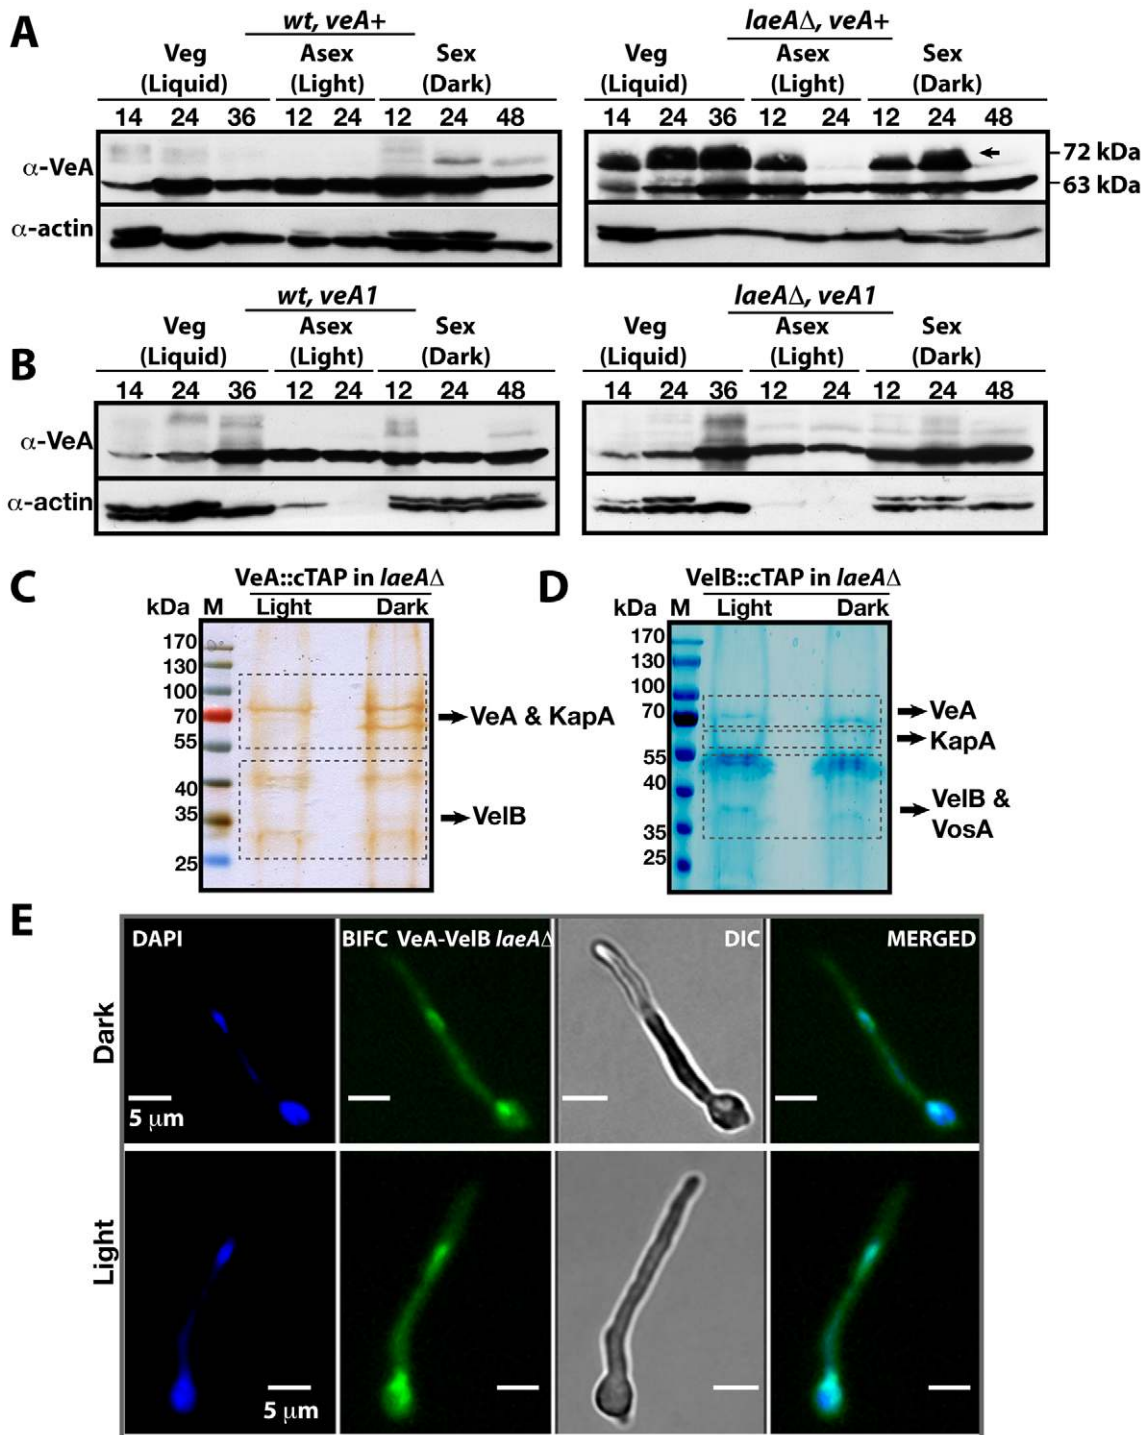 A
wt, veA+
laeAΔ, veA+
Veg Asex Sex
(Liquid) (Light) (Dark)
Veg Asex Sex
(Liquid) (Light) (Dark)
14 24 36 12 24 12 24 48
14 24 36 12 24 12 24 48
α-VeA
72 kDa
63 kDa
α-actin
B
wt, veA1
laeAΔ, veA1
Veg Asex Sex
(Liquid) (Light) (Dark)
Veg Asex Sex
(Liquid) (Light) (Dark)
14 24 36 12 24 12 24 48
14 24 36 12 24 12 24 48
α-VeA
α-actin
C
VeA::cTAP in laeAΔ
kDa M Light Dark
170
130
100
70
55
40
35
25
VeA & KapA
VelB
D
VelB::cTAP in laeAΔ
kDa M Light Dark
170
130
100
70
55
40
35
25
VeA
KapA
VelB &
VosA
E
DAPI
BIFC VeA-VelB laeAΔ
DIC
MERGED
Dark
5 μm
Light
5 μm